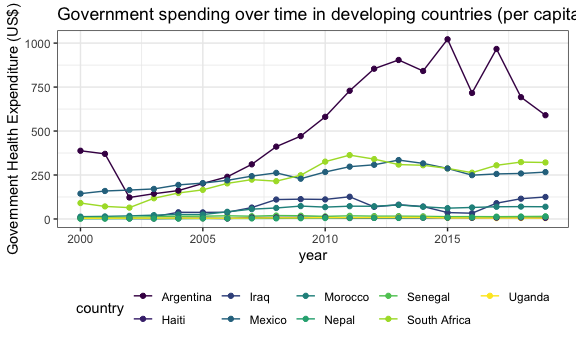 Government spending over time in developing countries (per capita
Government Health Expenditure (US$)
1000
750
500
250
0
2000
2005
2010
2015
year
country
Argentina
Iraq
Morocco
Senegal
Uganda
Haiti
Mexico
Nepal
South Africa